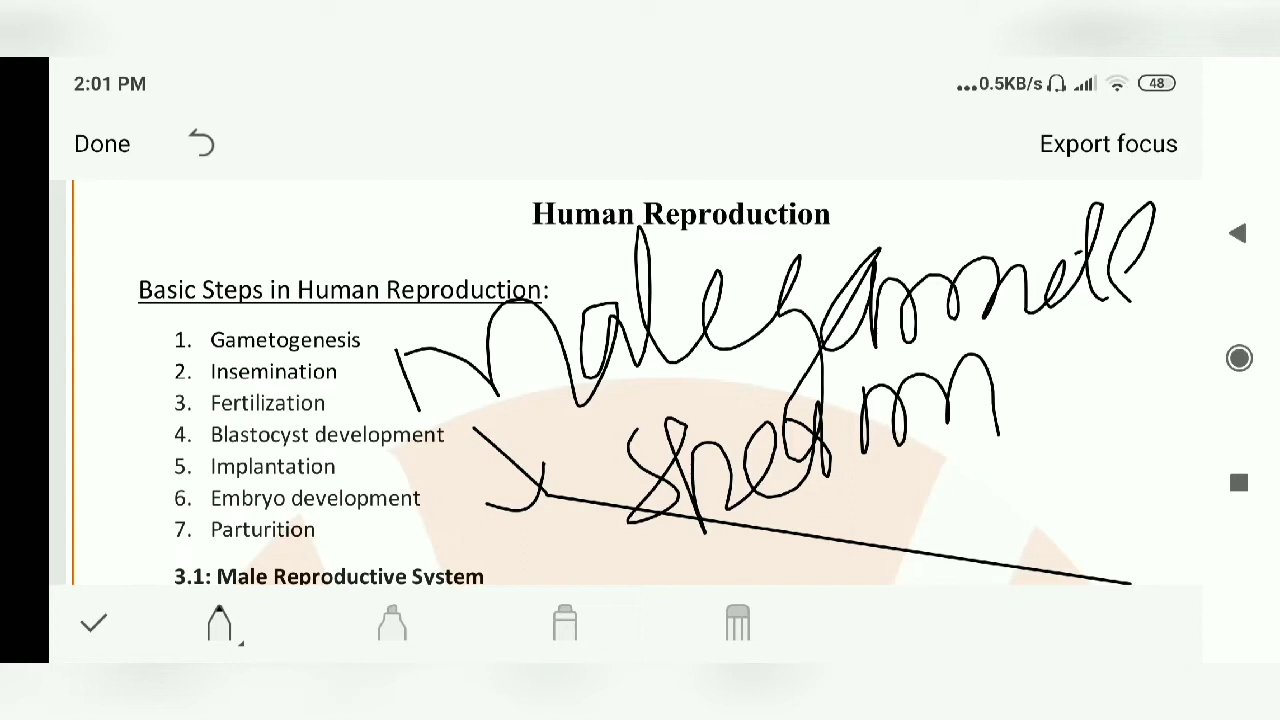 2:01 PM
...0.5KB/s 48
Done
Export focus
Human Reproduction
Basic Steps in Human Reproduction:
1. Gametogenesis
2. Insemination
3. Fertilization
4. Blastocyst development
5. Implantation
6. Embryo development
7. Parturition
3.1: Male Reproductive System
Male
sperm